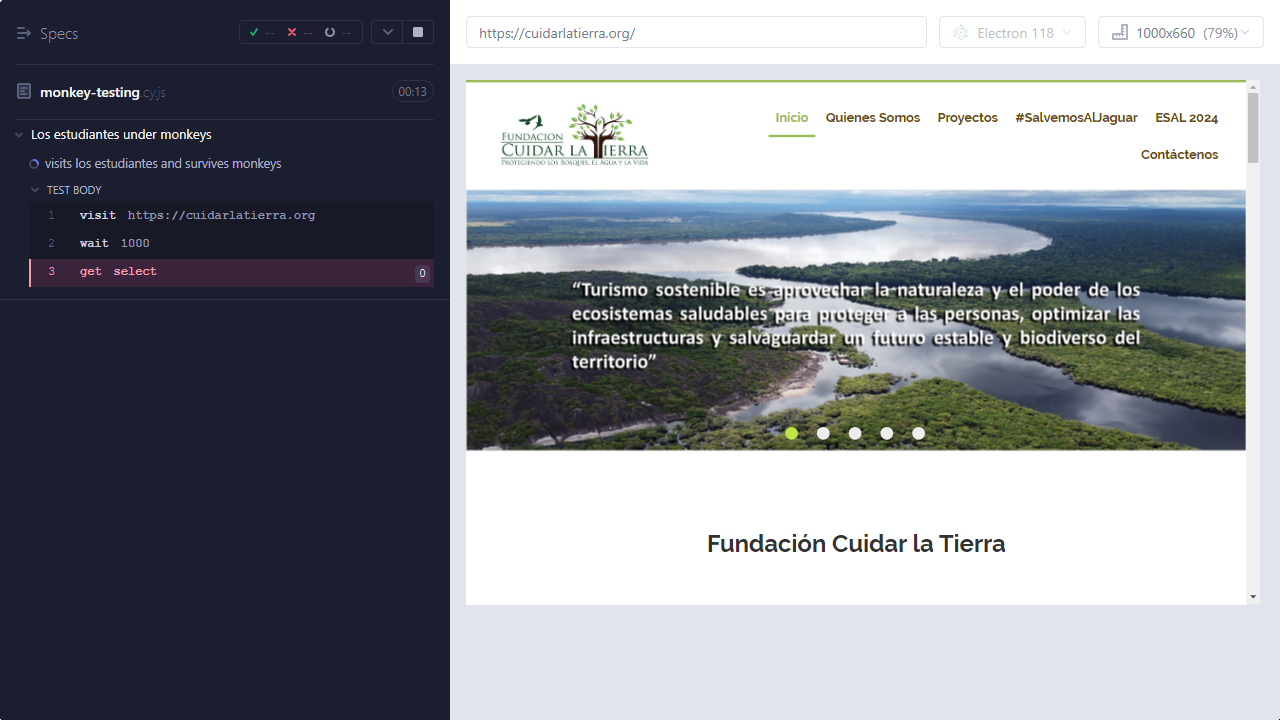 Specs
-- -- --
monkey-testing.cy.js
00:13
Los estudiantes under monkeys
visits los estudiantes and survives monkeys
TEST BODY
1 visit https://cuidarlatierra.org
2 wait 1000
3 get select 0
https://cuidarlatierra.org/
Electron 118
1000x660 (79%)
FUNDACION
CUIDAR LA TIERRA
PROTEGIENDO LOS BOSQUES, EL AGUA Y LA VIDA
Inicio Quienes Somos Proyectos #SalvemosAlJaguar ESAL 2024
Contáctenos
“Turismo sostenible es aprovechar la naturaleza y el poder de los
ecosistemas saludables para proteger a las personas, optimizar las
infraestructuras y salvaguardar un futuro estable y biodiverso del
territorio”
Fundación Cuidar la Tierra